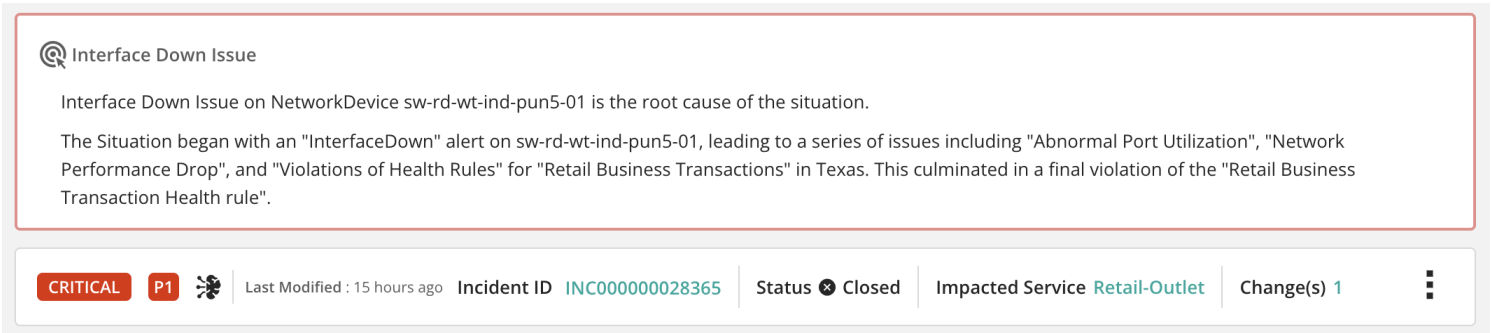 Interface Down Issue
Interface Down Issue on NetworkDevice sw-rd-wt-ind-pun5-01 is the root cause of the situation.
The Situation began with an "InterfaceDown" alert on sw-rd-wt-ind-pun5-01, leading to a series of issues including "Abnormal Port Utilization", "Network
Performance Drop", and "Violations of Health Rules" for "Retail Business Transactions" in Texas. This culminated in a final violation of the "Retail Business
Transaction Health rule".
CRITICAL P1 Last Modified : 15 hours ago Incident ID INC000000028365 Status Closed Impacted Service Retail-Outlet Change(s) 1